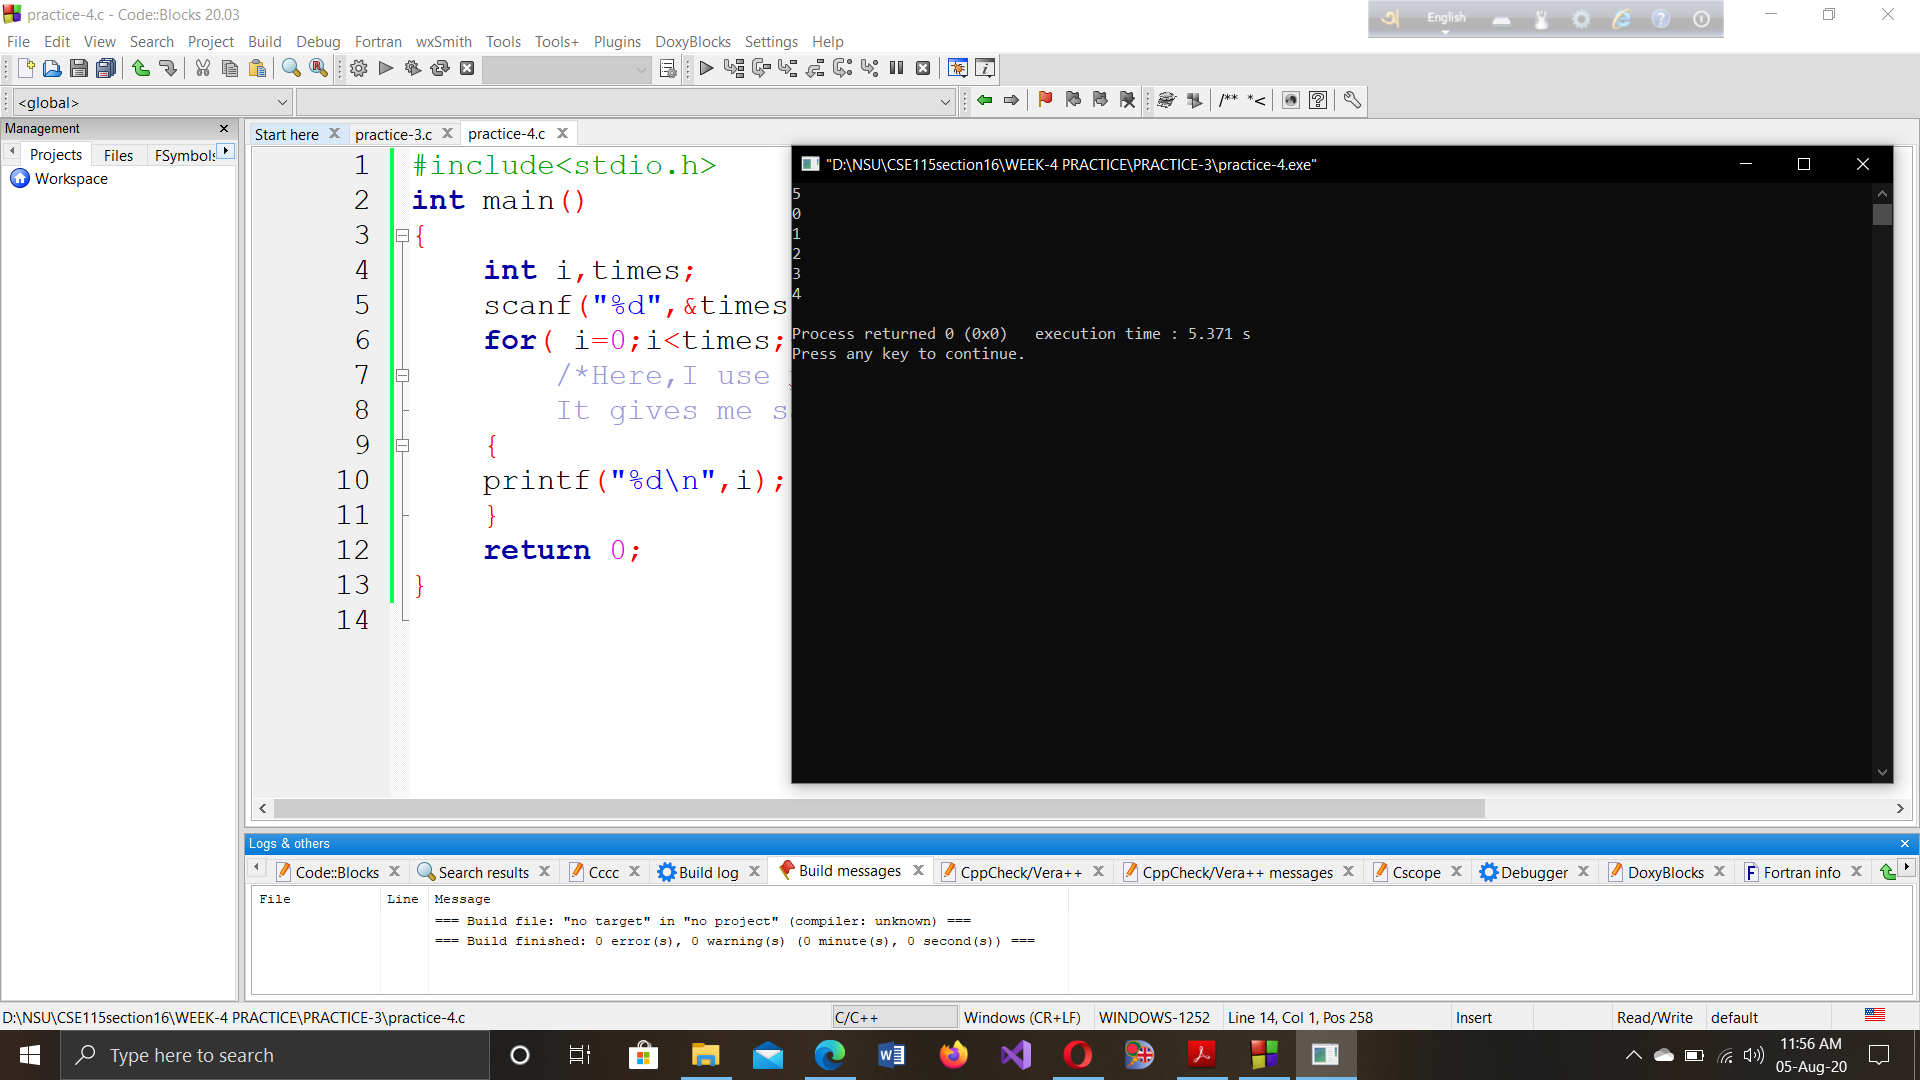 practice-4.c - Code::Blocks 20.03
English
File Edit View Search Project Build Debug Fortran wxSmith Tools Tools+ Plugins DoxyBlocks Settings Help
<global>
/** *<
Management
Projects Files FSymbols
Workspace
Start here practice-3.c practice-4.c
1 #include<stdio.h>
2 int main()
3 {
4 int i,times;
5 scanf("%d",&times
6 for( i=0;i<times;
7 /*Here,I use
8 It gives me
9 {
10 printf("%d\n",i);
11 }
12 return 0;
13 }
14
"D:\NSU\CSE115section16\WEEK-4 PRACTICE\PRACTICE-3\practice-4.exe"
5
0
1
2
3
4
Process returned 0 (0x0)   execution time : 5.371 s
Press any key to continue.
Logs & others
Code::Blocks Search results Cccc Build log Build messages CppCheck/Vera++ CppCheck/Vera++ messages Cscope Debugger DoxyBlocks Fortran info
File Line Message
=== Build file: "no target" in "no project" (compiler: unknown) ===
=== Build finished: 0 error(s), 0 warning(s) (0 minute(s), 0 second(s)) ===
D:\NSU\CSE115section16\WEEK-4 PRACTICE\PRACTICE-3\practice-4.c C/C++ Windows (CR+LF) WINDOWS-1252 Line 14, Col 1, Pos 258 Insert Read/Write default
Type here to search
11:56 AM
05-Aug-20